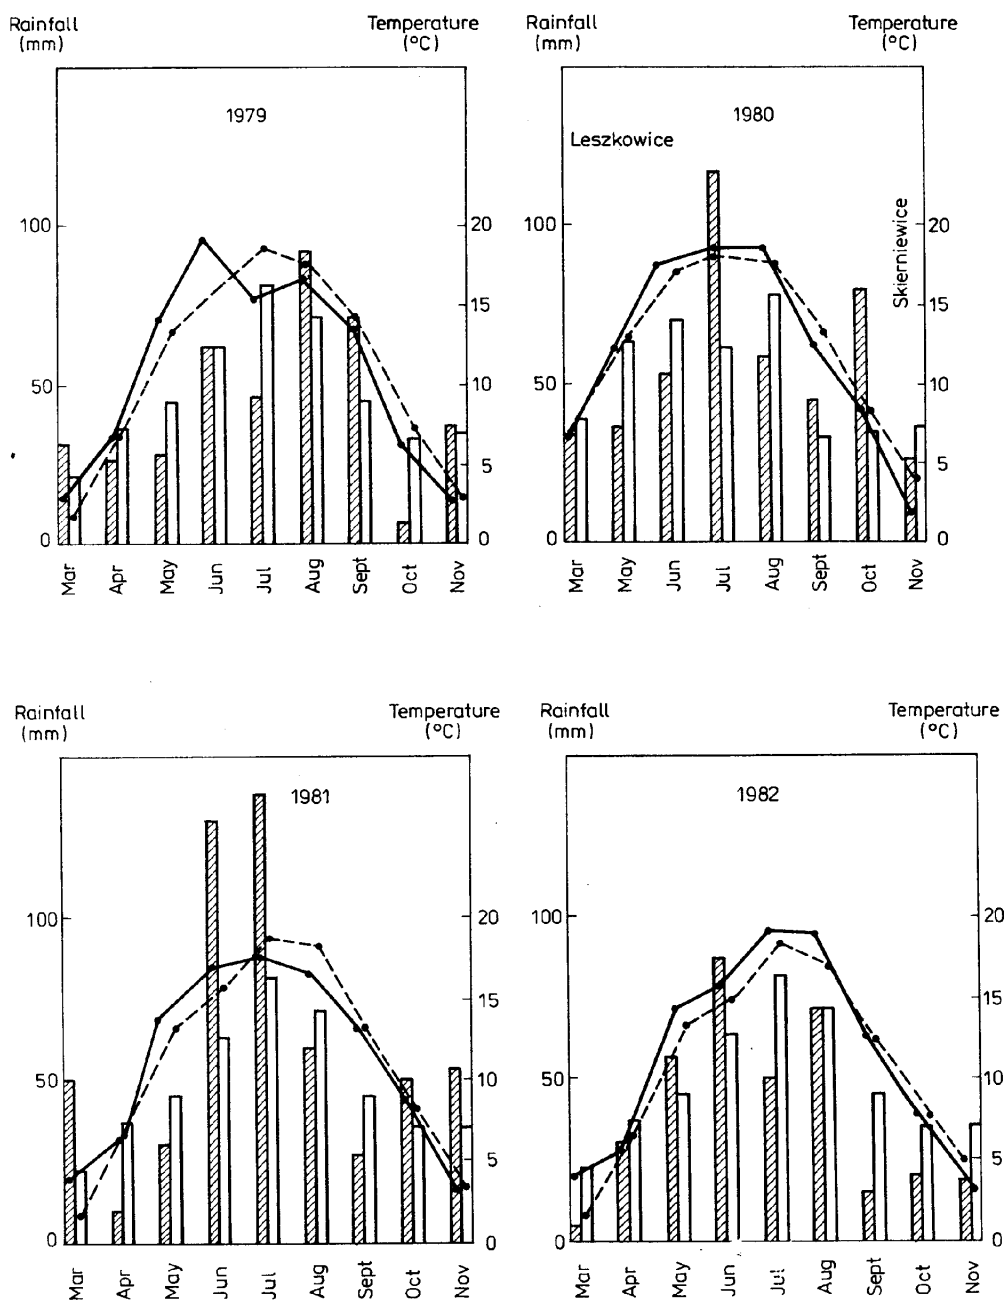 Rainfall
(mm)
Temperature
(°C)
1979
100
50
0
20
15
10
5
0
Mar
Apr
May
Jun
Jul
Aug
Sept
Oct
Nov
Rainfall
(mm)
Temperature
(°C)
1980
Leszkowice
Skierniewice
100
50
0
20
15
10
5
0
Mar
Apr
May
Jun
Jul
Aug
Sept
Oct
Nov
Rainfall
(mm)
Temperature
(°C)
1981
100
50
0
20
15
10
5
0
Mar
Apr
May
Jun
Jul
Aug
Sept
Oct
Nov
Rainfall
(mm)
Temperature
(°C)
1982
100
50
0
20
15
10
5
0
Mar
Apr
May
Jun
Jul
Aug
Sept
Oct
Nov